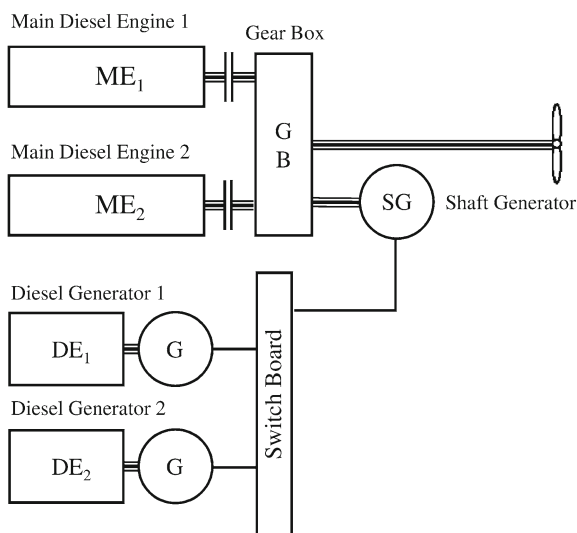 Main Diesel Engine 1
Gear Box
ME1
Main Diesel Engine 2
G
B
ME2
SG
Shaft Generator
Diesel Generator 1
DE1
G
Switch Board
Diesel Generator 2
DE2
G